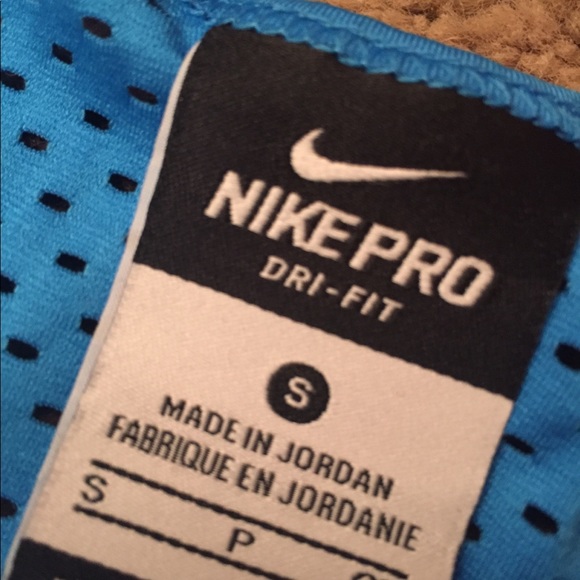 NIKE PRO
DRI-FIT
S
MADE IN JORDAN
FABRIQUE EN JORDANIE
S
P